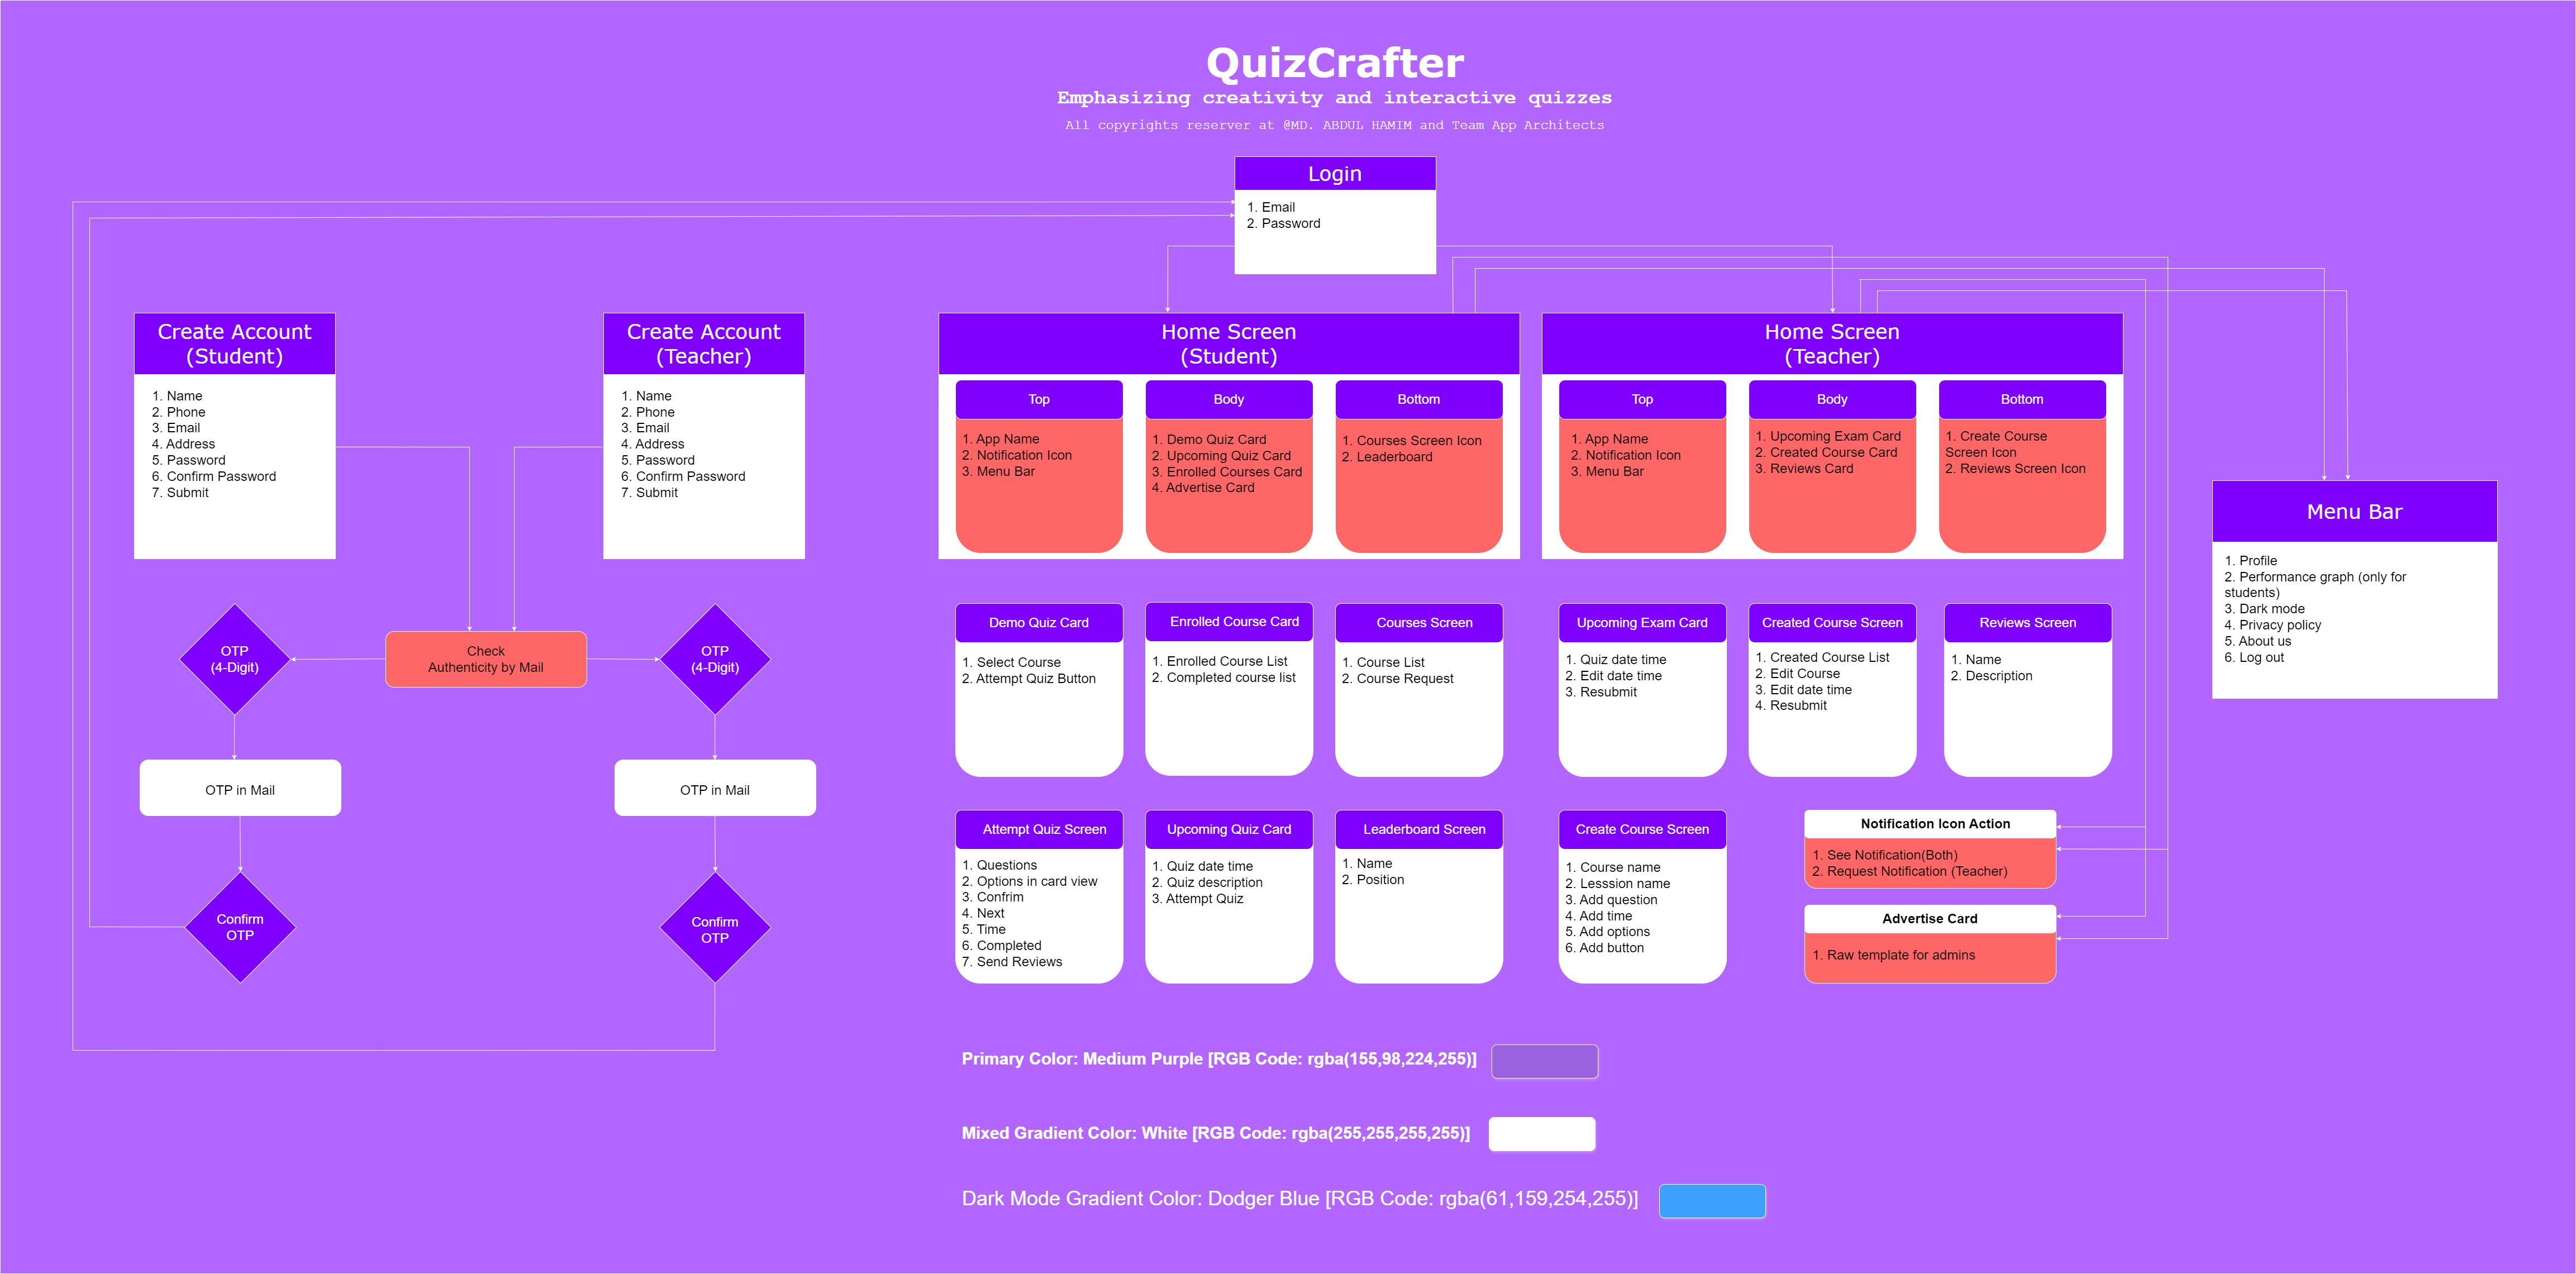 QuizCrafter
Emphasizing creativity and interactive quizzes
All copyrights reserver at @MD. ABDUL HAMIM and Team App Architects
Login
1. Email
2. Password
Create Account
(Student)
1. Name
2. Phone
3. Email
4. Address
5. Password
6. Confirm Password
7. Submit
Create Account
(Teacher)
1. Name
2. Phone
3. Email
4. Address
5. Password
6. Confirm Password
7. Submit
Home Screen
(Student)
Top
1. App Name
2. Notification Icon
3. Menu Bar
Body
1. Demo Quiz Card
2. Upcoming Quiz Card
3. Enrolled Courses Card
4. Advertise Card
Bottom
1. Courses Screen Icon
2. Leaderboard
Home Screen
(Teacher)
Top
1. App Name
2. Notification Icon
3. Menu Bar
Body
1. Upcoming Exam Card
2. Created Course Card
3. Reviews Card
Bottom
1. Create Course
Screen Icon
2. Reviews Screen Icon
Menu Bar
1. Profile
2. Performance graph (only for
students)
3. Dark mode
4. Privacy policy
5. About us
6. Log out
OTP
(4-Digit)
Check
Authenticity by Mail
OTP
(4-Digit)
OTP in Mail
OTP in Mail
Confirm
OTP
Confirm
OTP
Demo Quiz Card
1. Select Course
2. Attempt Quiz Button
Enrolled Course Card
1. Enrolled Course List
2. Completed course list
Courses Screen
1. Course List
2. Course Request
Upcoming Exam Card
1. Quiz date time
2. Edit date time
3. Resubmit
Created Course Screen
1. Created Course List
2. Edit Course
3. Edit date time
4. Resubmit
Reviews Screen
1. Name
2. Description
Attempt Quiz Screen
1. Questions
2. Options in card view
3. Confrim
4. Next
5. Time
6. Completed
7. Send Reviews
Upcoming Quiz Card
1. Quiz date time
2. Quiz description
3. Attempt Quiz
Leaderboard Screen
1. Name
2. Position
Create Course Screen
1. Course name
2. Lesssion name
3. Add question
4. Add time
5. Add options
6. Add button
Notification Icon Action
1. See Notification(Both)
2. Request Notification (Teacher)
Advertise Card
1. Raw template for admins
Primary Color: Medium Purple [RGB Code: rgba(155,98,224,255)]
Mixed Gradient Color: White [RGB Code: rgba(255,255,255,255)]
Dark Mode Gradient Color: Dodger Blue [RGB Code: rgba(61,159,254,255)]